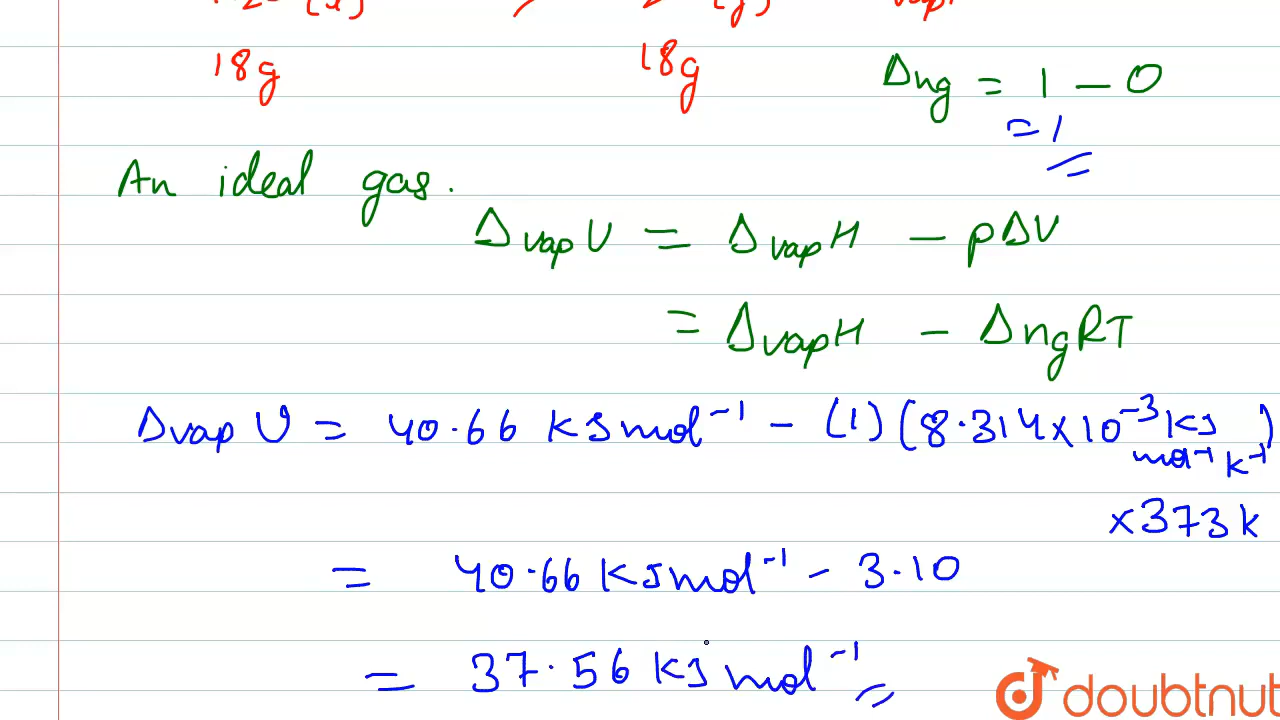 18g 18g Δng = 1 – 0
= 1
An ideal gas.
ΔvapU = ΔvapH – pΔV
= ΔvapH – ΔngRT
ΔvapU = 40.66 KJ mol⁻¹ – (1) (8.314×10⁻³ KJ mol⁻¹ K⁻¹)
×373 K
= 40.66 KJ mol⁻¹ – 3.10
= 37.56 KJ mol⁻¹
doubtnut